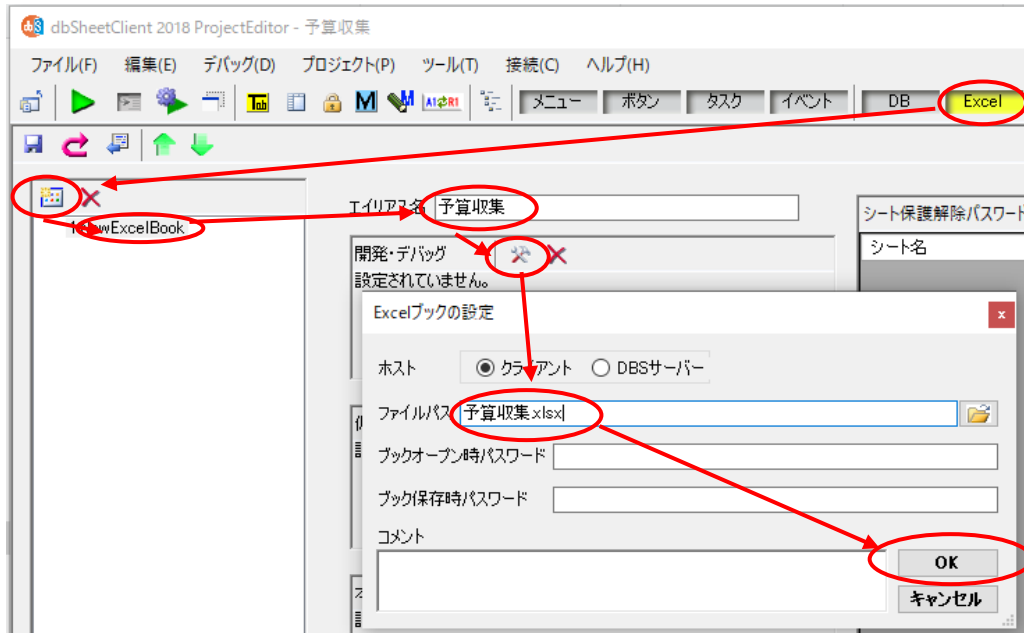 dbSheetClient 2018 ProjectEditor - 予算収集
ファイル(F) 編集(E) デバッグ(D) プロジェクト(P) ツール(T) 接続(C) ヘルプ(H)
Tab M M A1⇄R1 メニュー ボタン タスク イベント DB Excel
エイリアス名 予算収集
シート保護解除パスワード
NewExcelBook
シート名
開発・デバッグ
設定されていません。
Excelブックの設定
ホスト クライアント DBSサーバー
ファイルパス 予算収集.xlsx
ブックオープン時パスワード
ブック保存時パスワード
コメント
OK
キャンセル